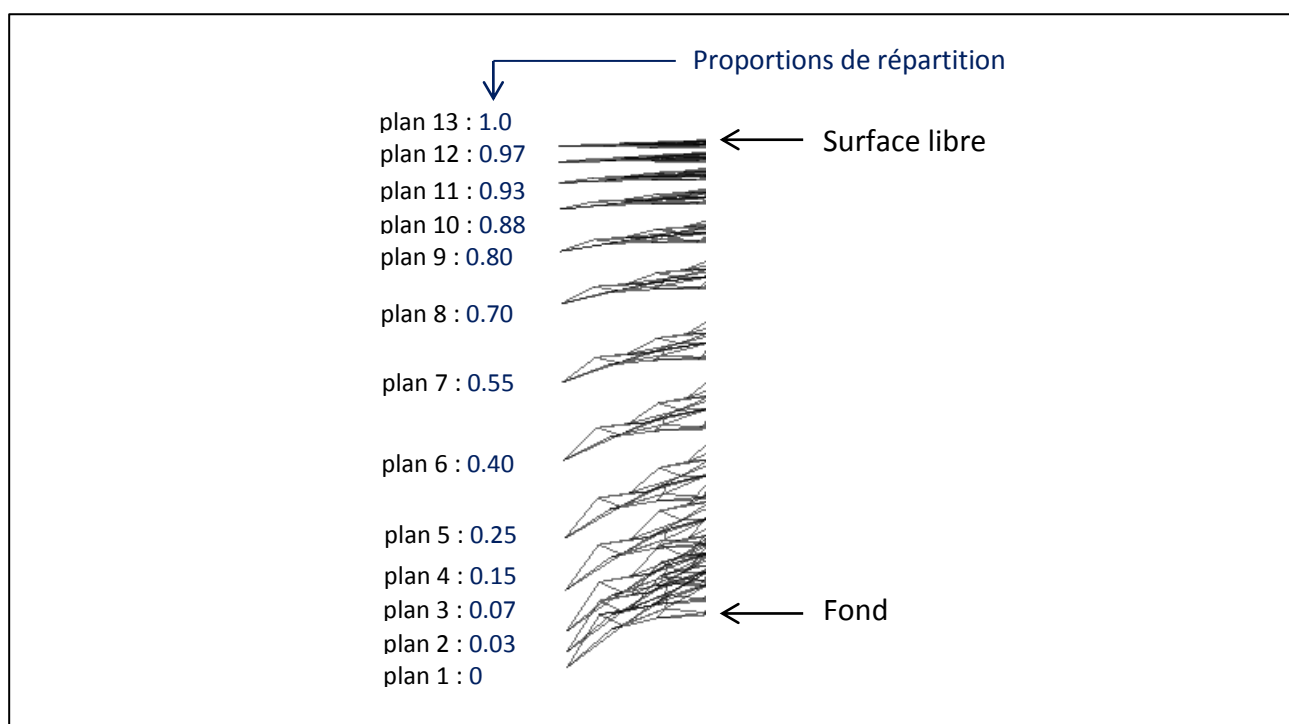 Proportions de répartition
plan 13 : 1.0
Surface libre
plan 12 : 0.97
plan 11 : 0.93
plan 10 : 0.88
plan 9 : 0.80
plan 8 : 0.70
plan 7 : 0.55
plan 6 : 0.40
plan 5 : 0.25
plan 4 : 0.15
plan 3 : 0.07
Fond
plan 2 : 0.03
plan 1 : 0